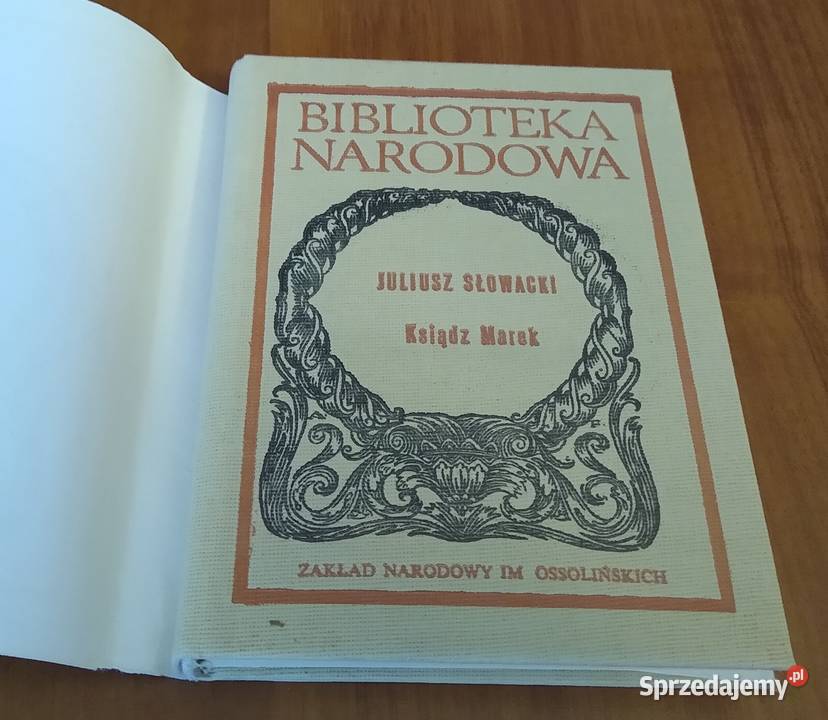 BIBLIOTEKA
NARODOWA
JULIUSZ SŁOWACKI
Ksiądz Marek
ZAKŁAD NARODOWY IM OSSOLIŃSKICH
Sprzedajemy.pl